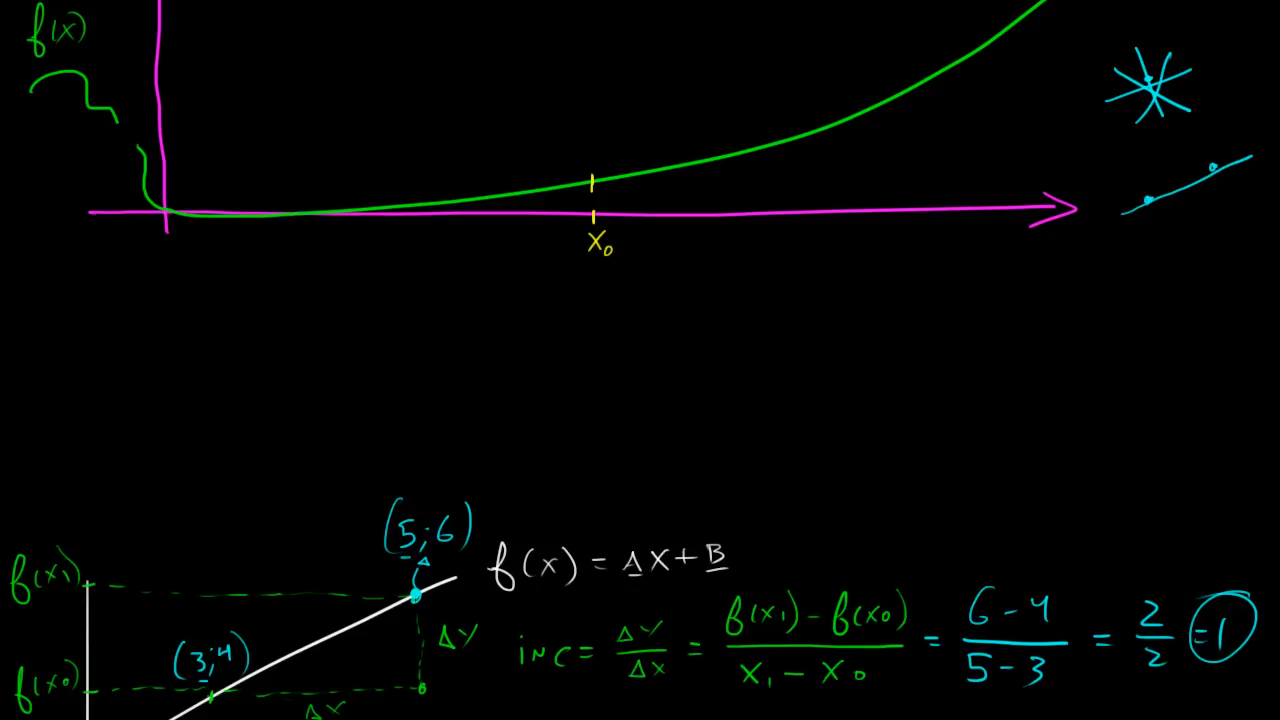 f(x)
x₀
(5;6)
f(x) = Ax+B
f(x₁)
(3;4)
ΔY
inc = ΔY/ΔX = f(x₁) - f(x₀) / x₁ - x₀ = 6-4 / 5-3 = 2/2 = 1
f(x₀)
ΔX